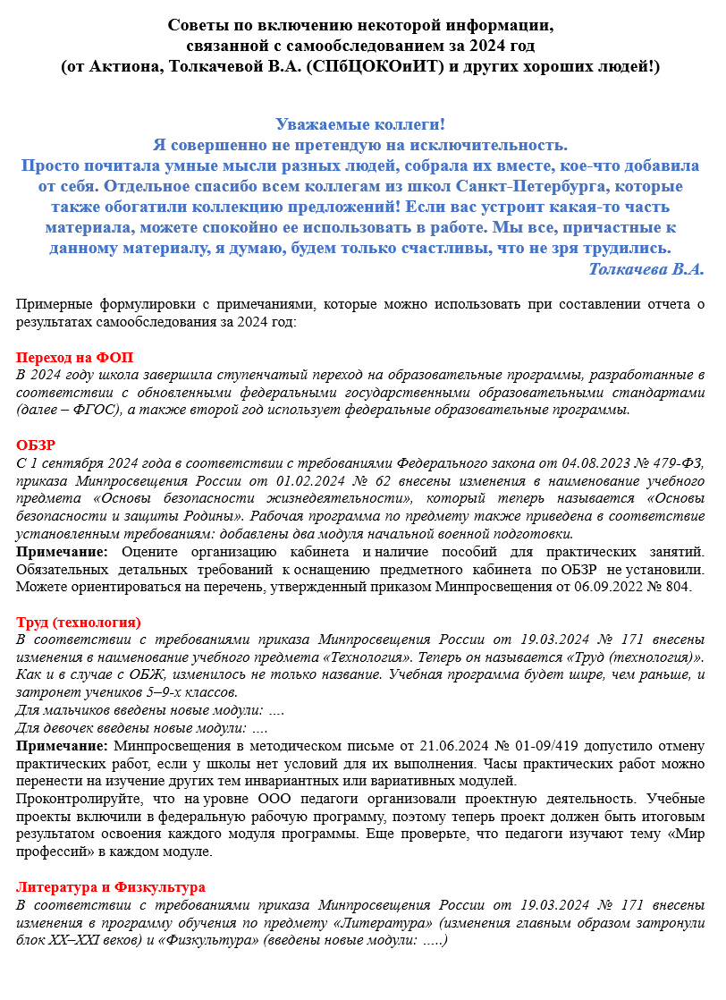 Советы по включению некоторой информации,
связанной с самообследованием за 2024 год
(от Актиона, Толкачевой В.А. (СПбЦОКОиИТ) и других хороших людей!)
Уважаемые коллеги!
Я совершенно не претендую на исключительность.
Просто почитала умные мысли разных людей, собрала их вместе, кое-что добавила
от себя. Отдельное спасибо всем коллегам из школ Санкт-Петербурга, которые
также обогатили коллекцию предложений! Если вас устроит какая-то часть
материала, можете спокойно ее использовать в работе. Мы все, причастные к
данному материалу, я думаю, будем только счастливы, что не зря трудились.
Толкачева В.А.
Примерные формулировки с примечаниями, которые можно использовать при составлении отчета о
результатах самообследования за 2024 год:
Переход на ФОП
В 2024 году школа завершила ступенчатый переход на образовательные программы, разработанные в
соответствии с обновленными федеральными государственными образовательными стандартами
(далее – ФГОС), а также второй год использует федеральные образовательные программы.
ОБЗР
С 1 сентября 2024 года в соответствии с требованиями Федерального закона от 04.08.2023 № 479-ФЗ,
приказа Минпросвещения России от 01.02.2024 № 62 внесены изменения в наименование учебного
предмета «Основы безопасности жизнедеятельности», который теперь называется «Основы
безопасности и защиты Родины». Рабочая программа по предмету также приведена в соответствие
установленным требованиям: добавлены два модуля начальной военной подготовки.
Примечание: Оцените организацию кабинета и наличие пособий для практических занятий.
Обязательных детальных требований к оснащению предметного кабинета по ОБЗР не установили.
Можете ориентироваться на перечень, утвержденный приказом Минпросвещения от 06.09.2022 № 804.
Труд (технология)
В соответствии с требованиями приказа Минпросвещения России от 19.03.2024 № 171 внесены
изменения в наименование учебного предмета «Технология». Теперь он называется «Труд (технология)».
Как и в случае с ОБЖ, изменилось не только название. Учебная программа будет шире, чем раньше, и
затронет учеников 5–9-х классов.
Для мальчиков введены новые модули: ….
Для девочек введены новые модули: ….
Примечание: Минпросвещения в методическом письме от 21.06.2024 № 01-09/419 допустило отмену
практических работ, если у школы нет условий для их выполнения. Часы практических работ можно
перенести на изучение других тем инвариантных или вариативных модулей.
Проконтролируйте, что на уровне ООО педагоги организовали проектную деятельность. Учебные
проекты включили в федеральную рабочую программу, поэтому теперь проект должен быть итоговым
результатом освоения каждого модуля программы. Еще проверьте, что педагоги изучают тему «Мир
профессий» в каждом модуле.
Литература и Физкультура
В соответствии с требованиями приказа Минпросвещения России от 19.03.2024 № 171 внесены
изменения в программу обучения по предмету «Литература» (изменения главным образом затронули
блок XX–XXI веков) и «Физкультура» (введены новые модули: …..)